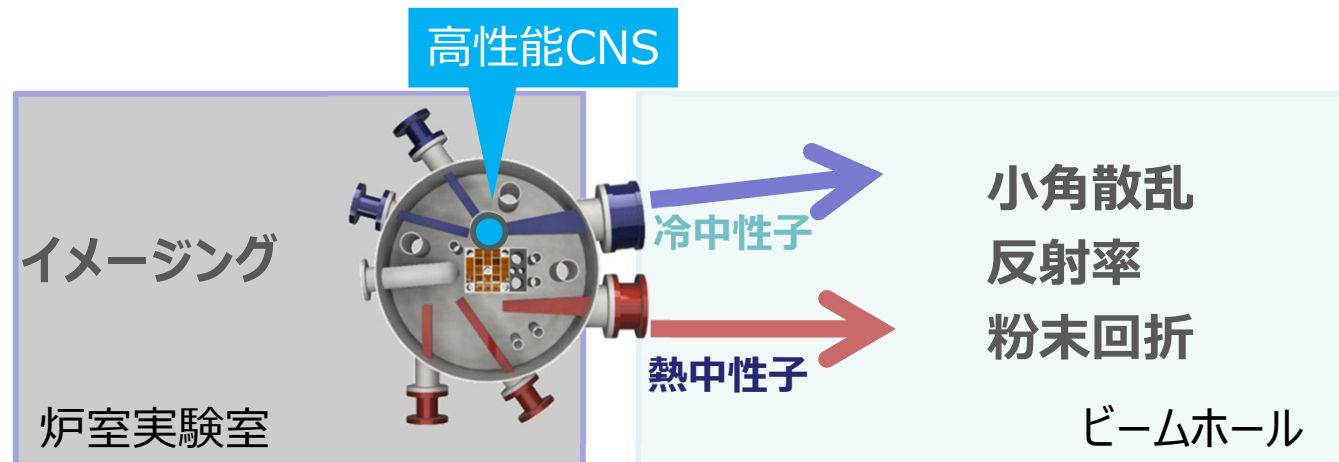 高性能CNS
イメージング
炉室実験室
冷中性子
熱中性子
小角散乱
反射率
粉末回折
ビームホール